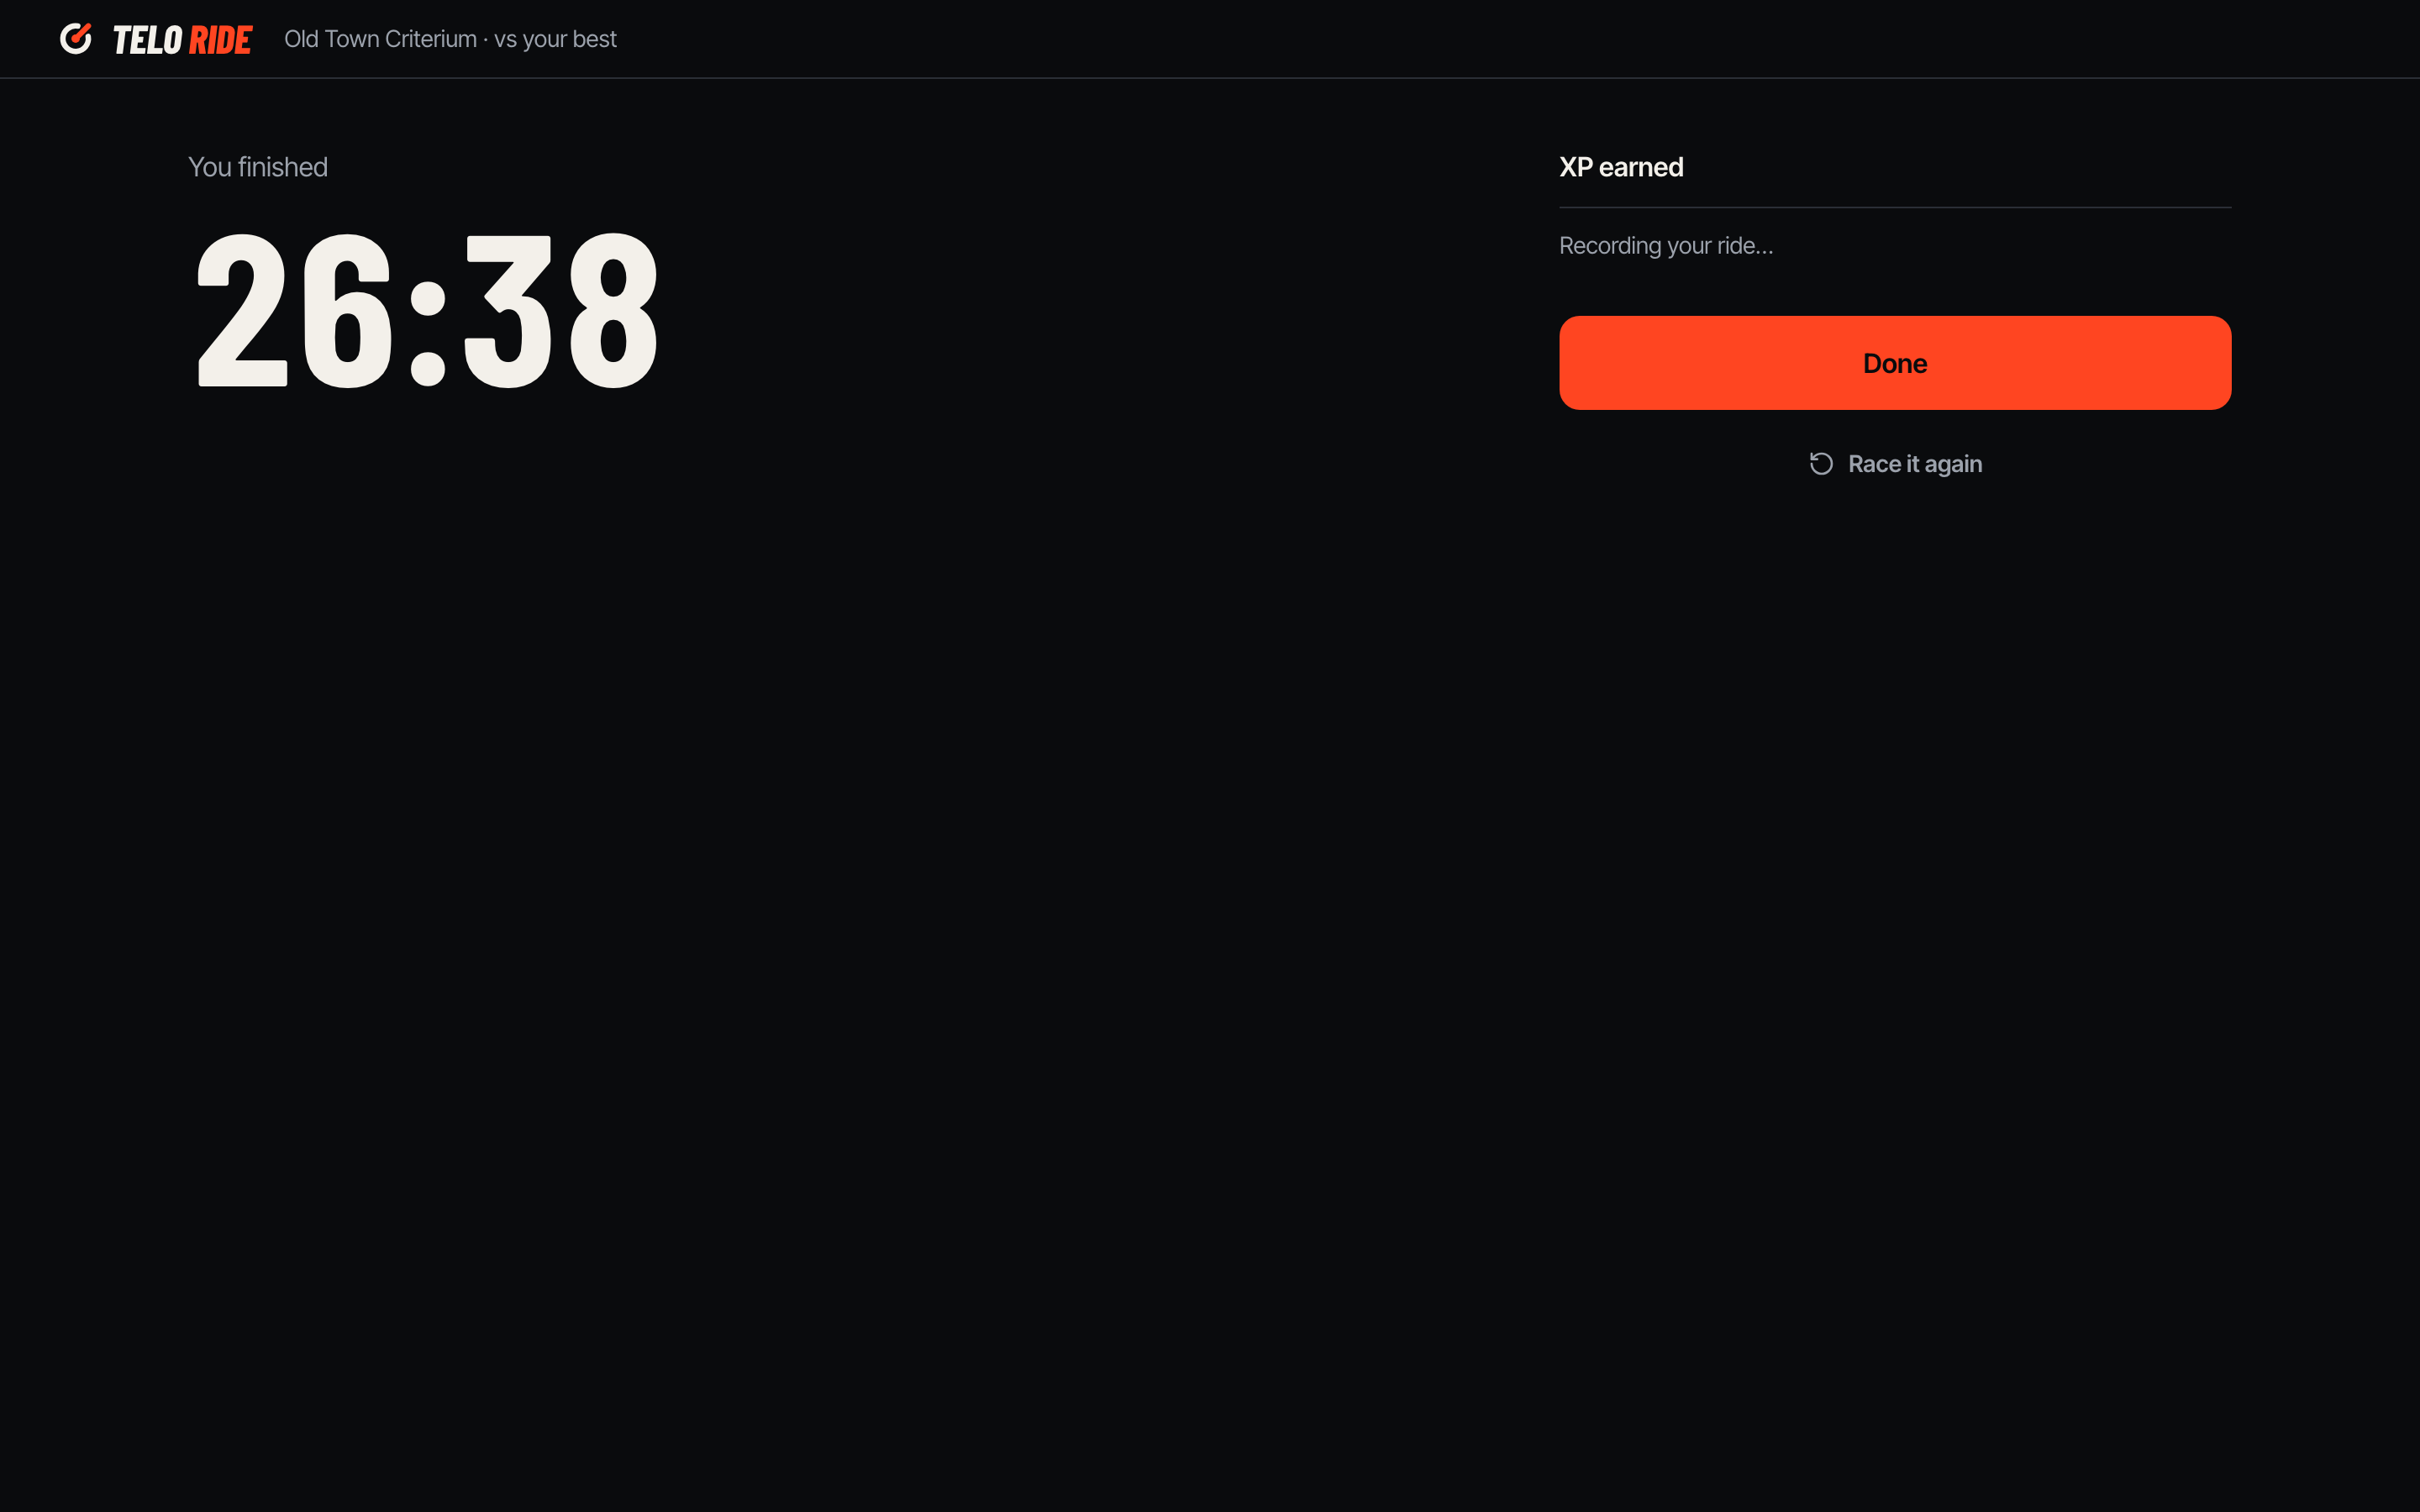 TELO RIDE
Old Town Criterium · vs your best
You finished
26:38
XP earned
Recording your ride...
Done
Race it again